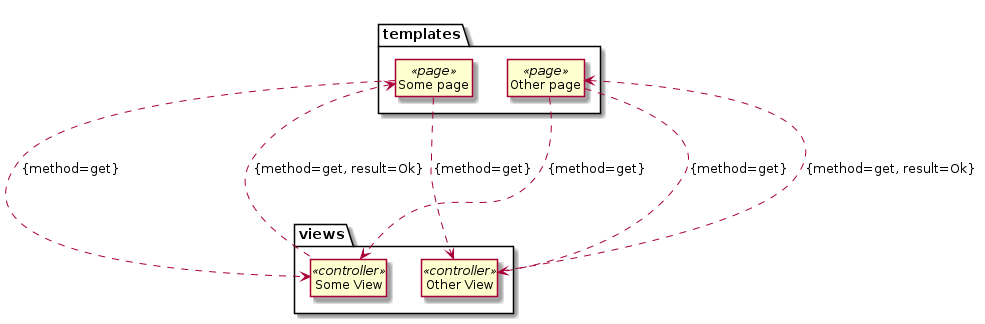 templates
«page»
Some page
«page»
Other page
{method=get}
{method=get, result=Ok}
{method=get}
{method=get}
{method=get}
{method=get, result=Ok}
views
«controller»
Some View
«controller»
Other View